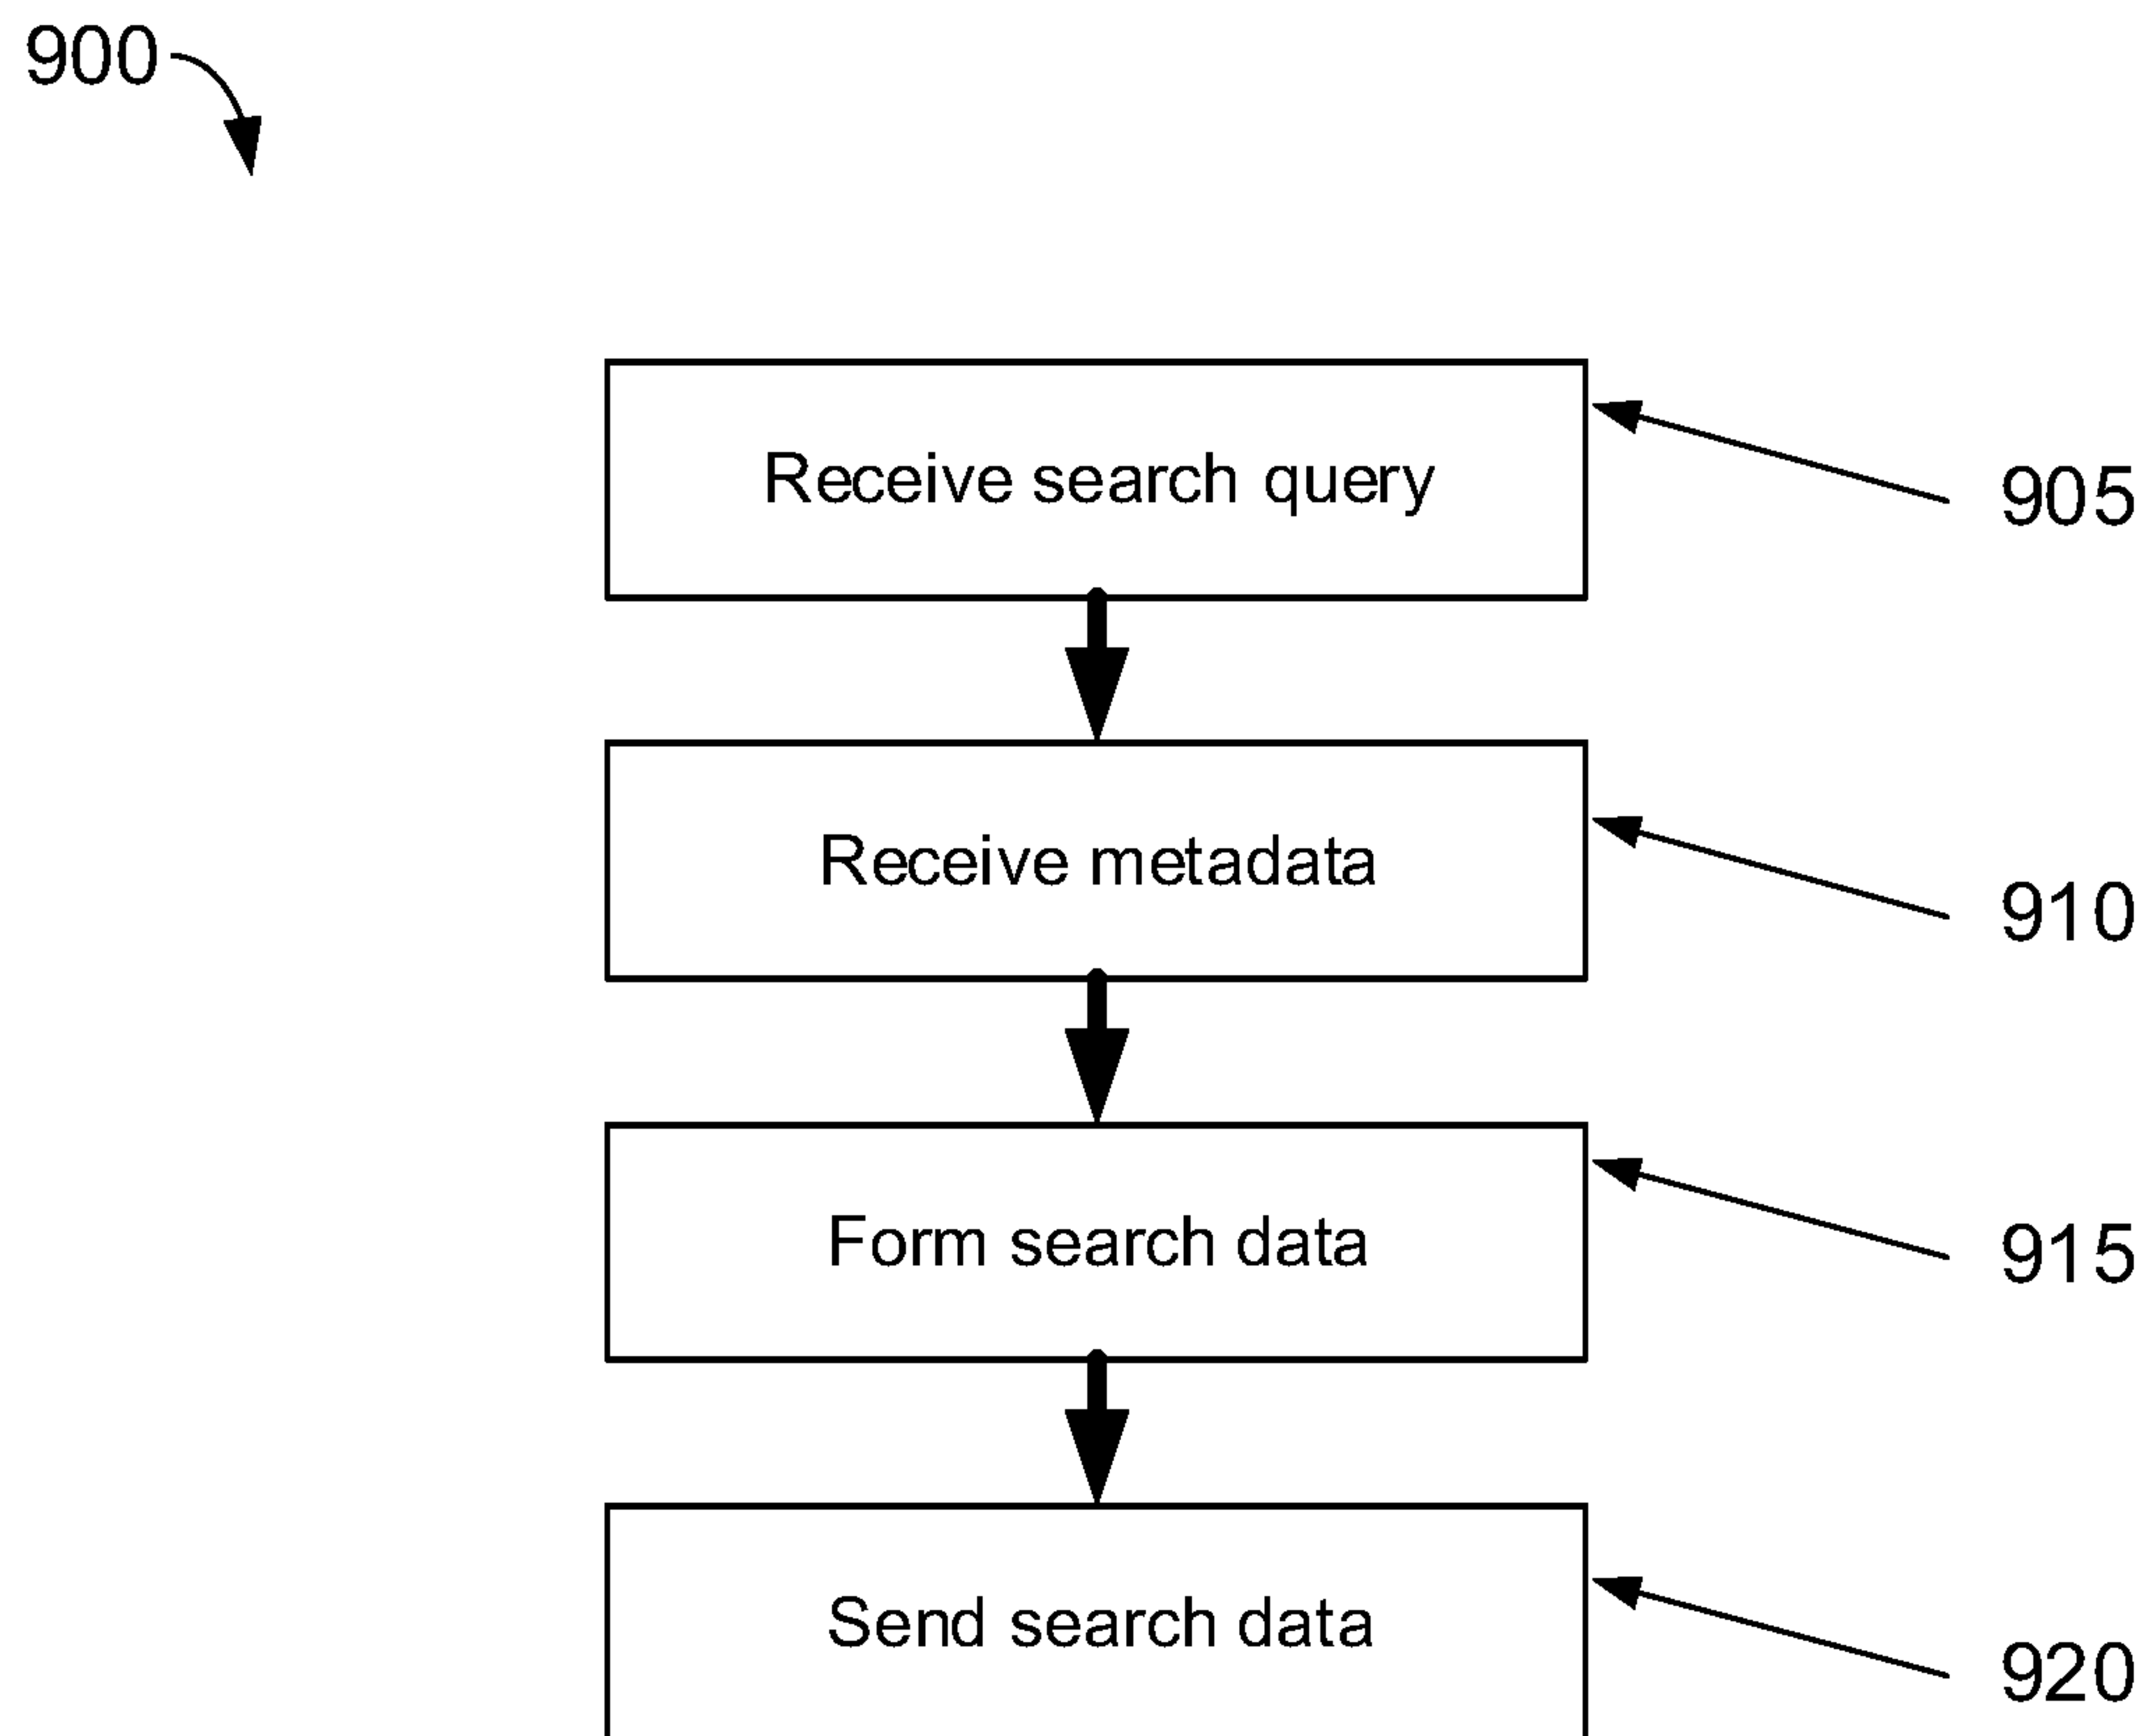 900
Receive search query
905
Receive metadata
910
Form search data
915
Send search data
920